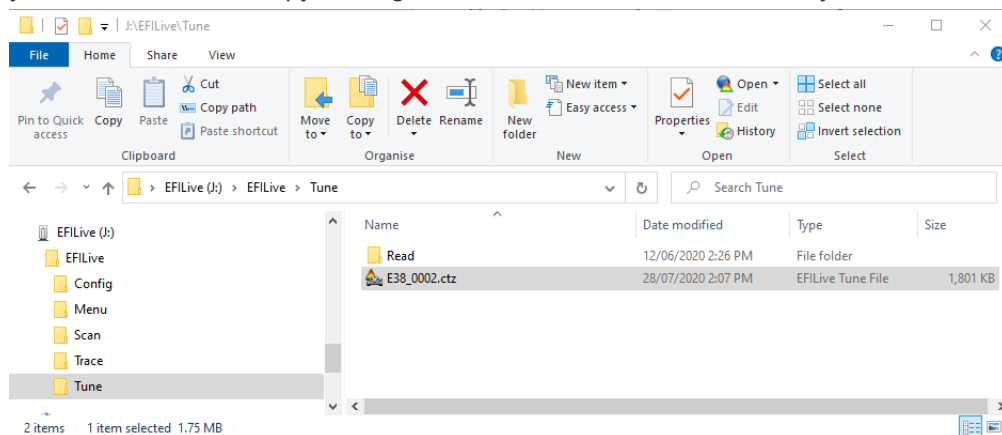 J:\EFILive\Tune
File Home Share View
Pin to Quick access
Copy
Paste
Cut
Copy path
Paste shortcut
Move to
Copy to
Delete
Rename
New folder
New item
Easy access
Properties
Open
Edit
History
Select all
Select none
Invert selection
Clipboard Organise New Open Select
EFILive (J:) > EFILive > Tune
Search Tune
EFILive (J:)
EFILive
Config
Menu
Scan
Trace
Tune
Name Date modified Type Size
Read 12/06/2020 2:26 PM File folder
E38_0002.ctz 28/07/2020 2:07 PM EFILive Tune File 1,801 KB
2 items 1 item selected 1.75 MB